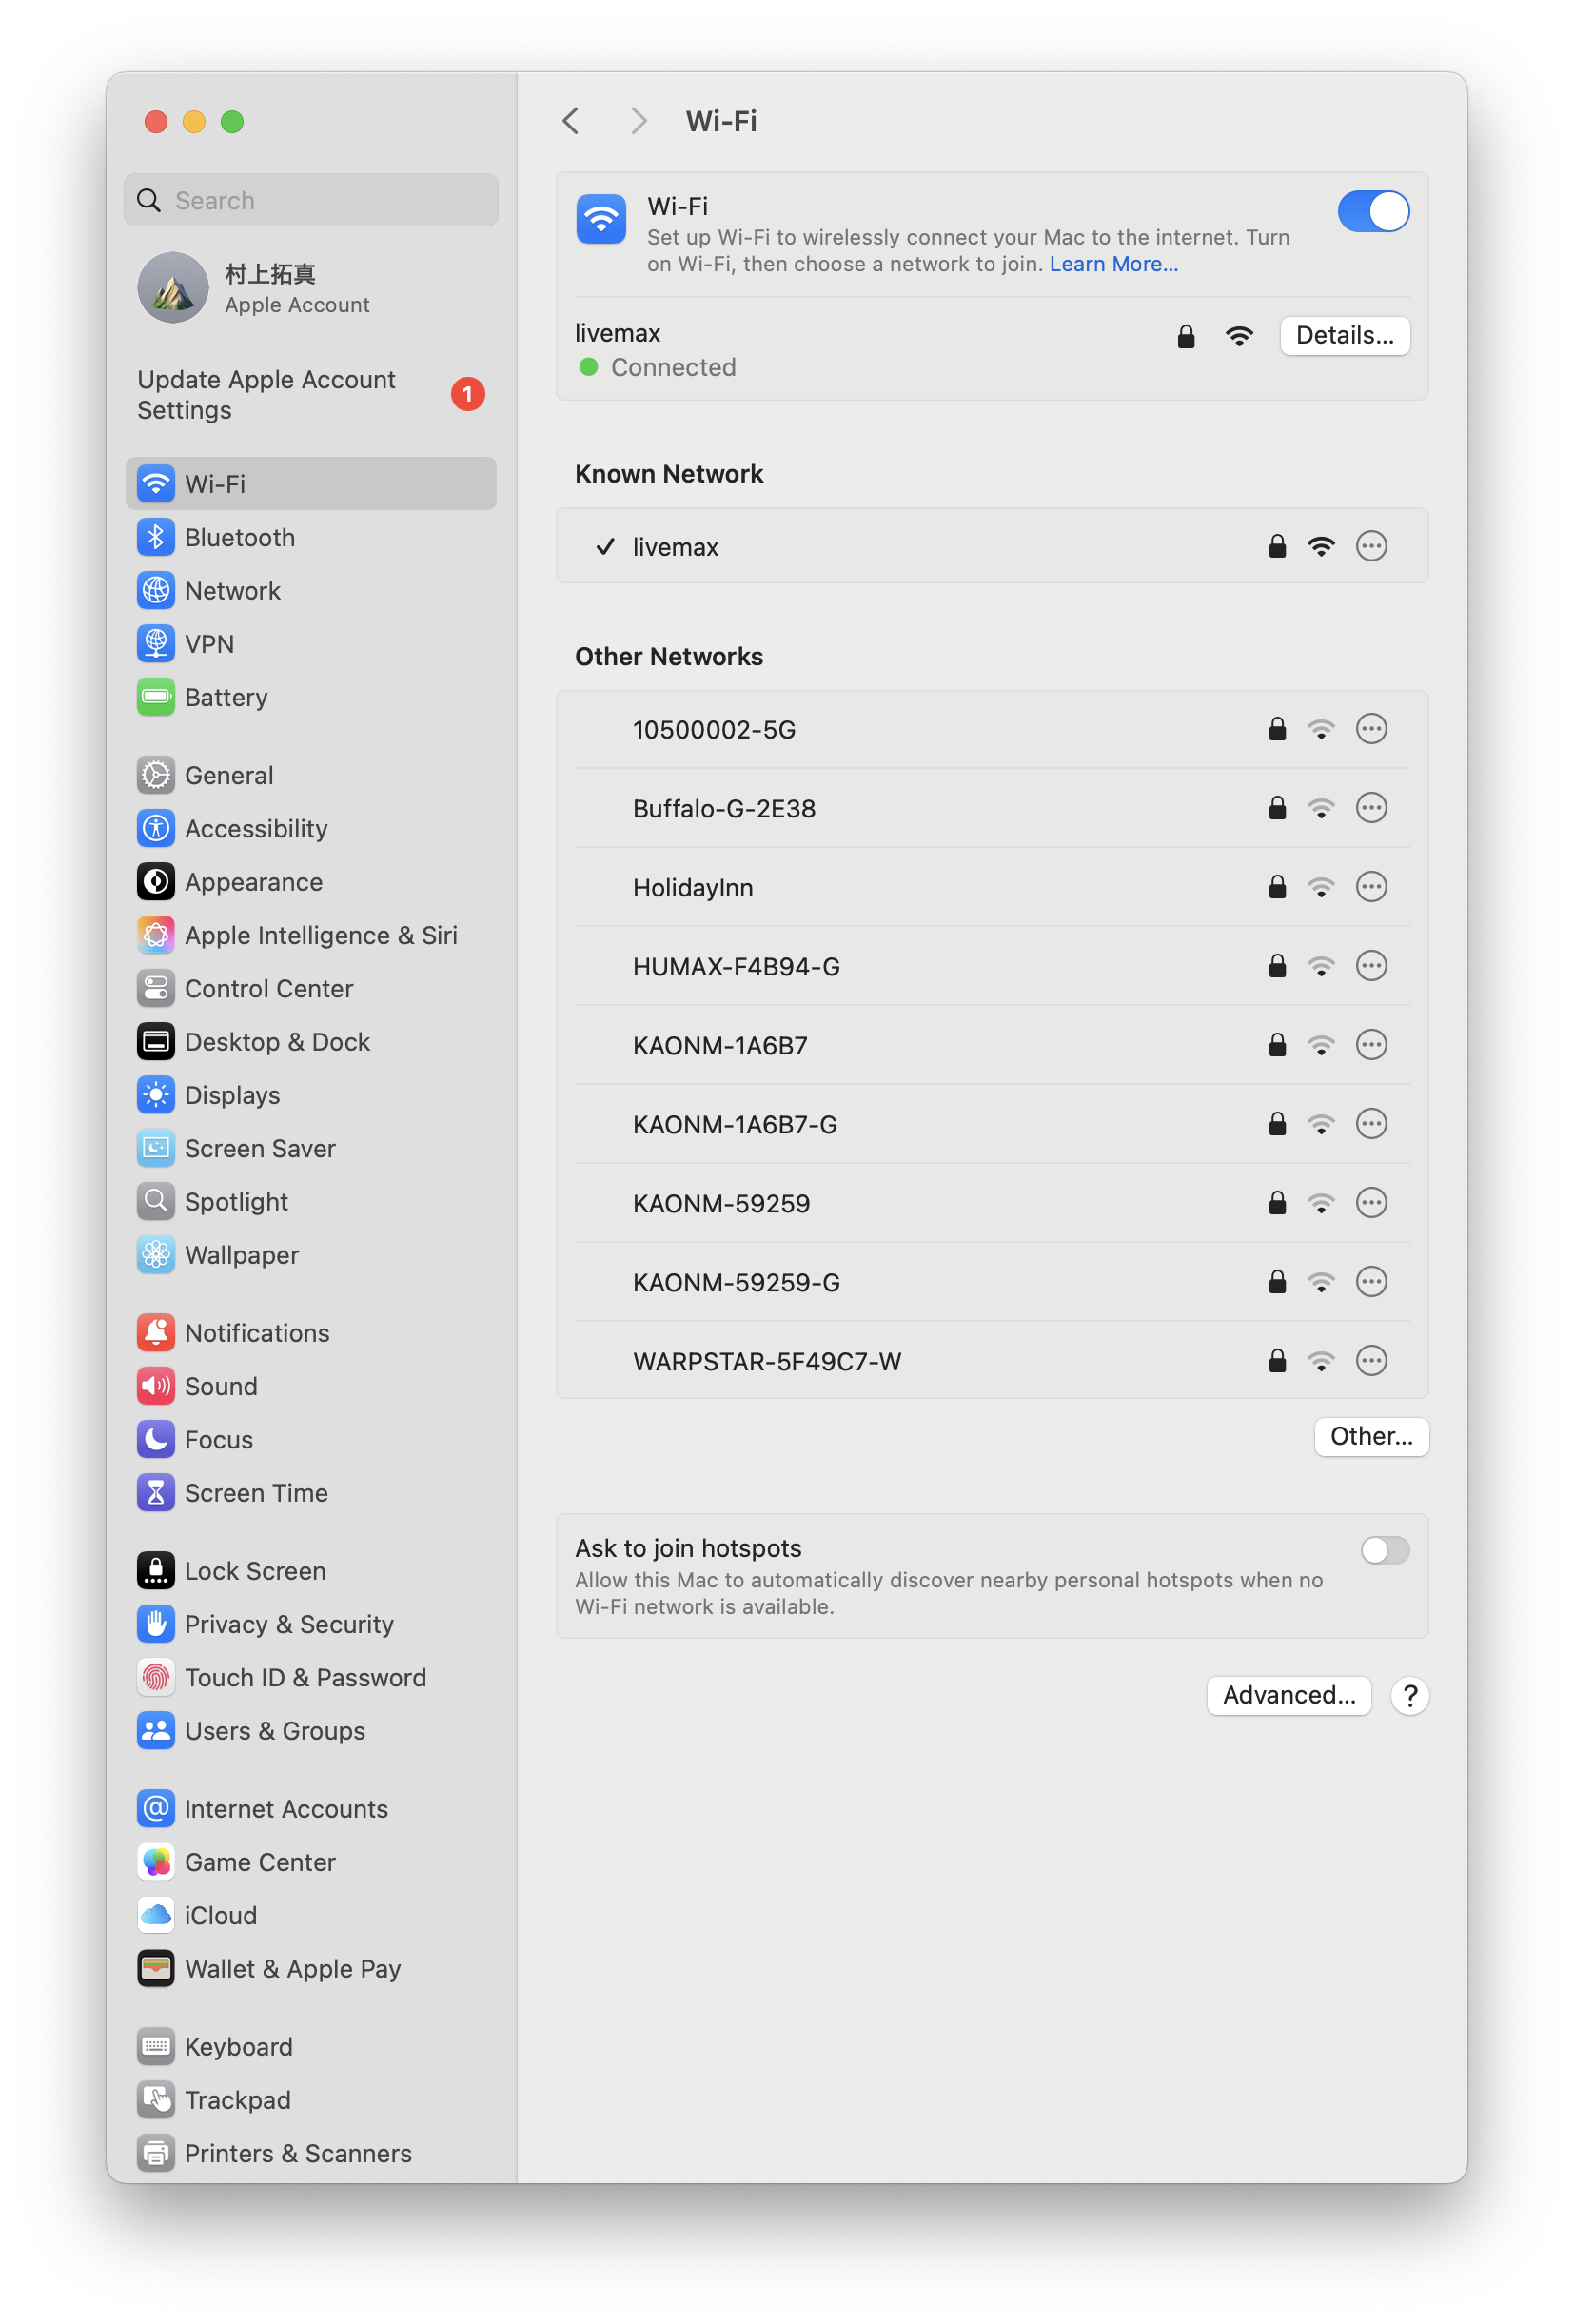 Search
村上拓真
Apple Account
Update Apple Account
Settings
1
Wi-Fi
Bluetooth
Network
VPN
Battery
General
Accessibility
Appearance
Apple Intelligence & Siri
Control Center
Desktop & Dock
Displays
Screen Saver
Spotlight
Wallpaper
Notifications
Sound
Focus
Screen Time
Lock Screen
Privacy & Security
Touch ID & Password
Users & Groups
Internet Accounts
Game Center
iCloud
Wallet & Apple Pay
Keyboard
Trackpad
Printers & Scanners
Wi-Fi
Wi-Fi
Set up Wi-Fi to wirelessly connect your Mac to the internet. Turn
on Wi-Fi, then choose a network to join. Learn More...
livemax
Details...
Connected
Known Network
livemax
Other Networks
10500002-5G
Buffalo-G-2E38
HolidayInn
HUMAX-F4B94-G
KAONM-1A6B7
KAONM-1A6B7-G
KAONM-59259
KAONM-59259-G
WARPSTAR-5F49C7-W
Other...
Ask to join hotspots
Allow this Mac to automatically discover nearby personal hotspots when no
Wi-Fi network is available.
Advanced...
?